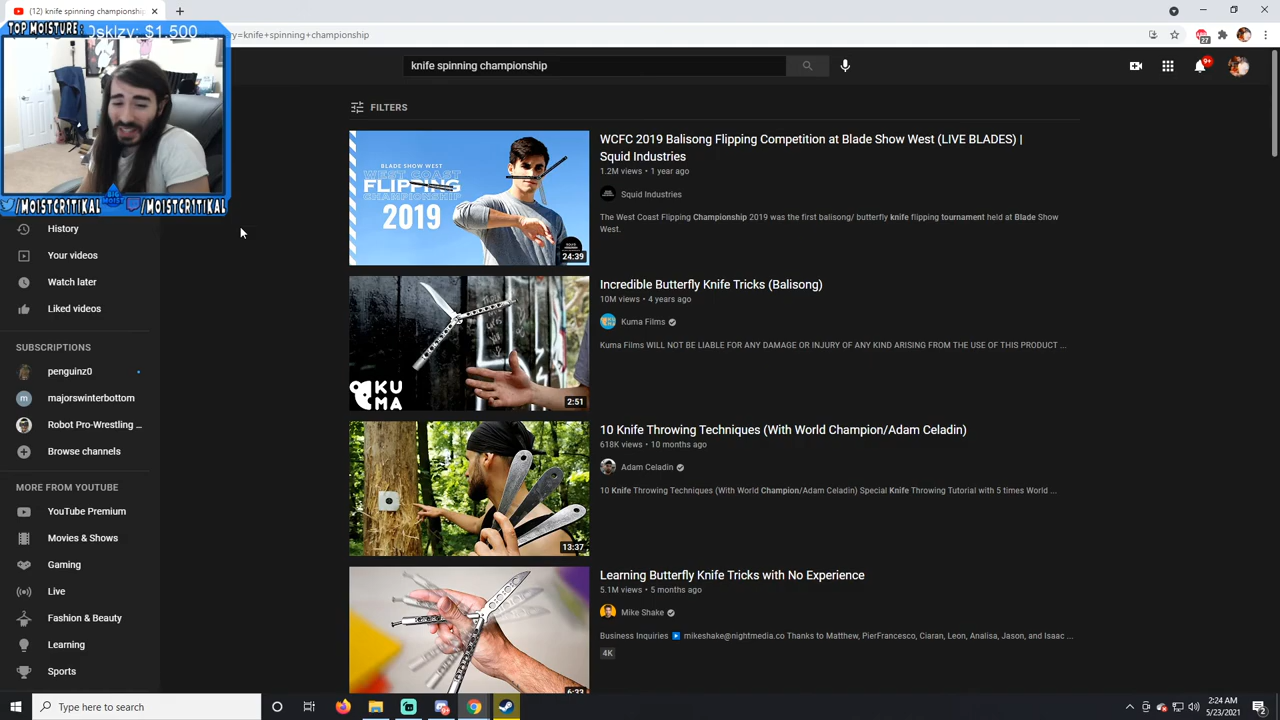 (1) knife spinning championship
TOP MOISTURE:
0sklzy: $1,500
y=knife+spinning+championship
27
knife spinning championship
9+
/MOISTCR1TIKAL
BIG MOIST
/MOISTCR1TIKAL
FILTERS
BLADE SHOW WEST
WEST COAST
FLIPPING
CHAMPIONSHIP
2019
24:39
WCFC 2019 Balisong Flipping Competition at Blade Show West (LIVE BLADES) |
Squid Industries
1.2M views • 1 year ago
Squid Industries
The West Coast Flipping Championship 2019 was the first balisong/ butterfly knife flipping tournament held at Blade Show
West.
KU
MA
2:51
Incredible Butterfly Knife Tricks (Balisong)
10M views • 4 years ago
Kuma Films
Kuma Films WILL NOT BE LIABLE FOR ANY DAMAGE OR INJURY OF ANY KIND ARISING FROM THE USE OF THIS PRODUCT ...
13:37
10 Knife Throwing Techniques (With World Champion/Adam Celadin)
618K views • 10 months ago
Adam Celadin
10 Knife Throwing Techniques (With World Champion/Adam Celadin) Special Knife Throwing Tutorial with 5 times World ...
6:33
Learning Butterfly Knife Tricks with No Experience
5.1M views • 5 months ago
Mike Shake
Business Inquiries mikeshake@nightmedia.co Thanks to Matthew, PierFrancesco, Ciaran, Leon, Analisa, Jason, and Isaac ...
4K
History
Your videos
Watch later
Liked videos
SUBSCRIPTIONS
penguinz0
m
majorswinterbottom
Robot Pro-Wrestling ...
Browse channels
MORE FROM YOUTUBE
YouTube Premium
Movies & Shows
Gaming
Live
Fashion & Beauty
Learning
Sports
Type here to search
2:24 AM
5/23/2021
2